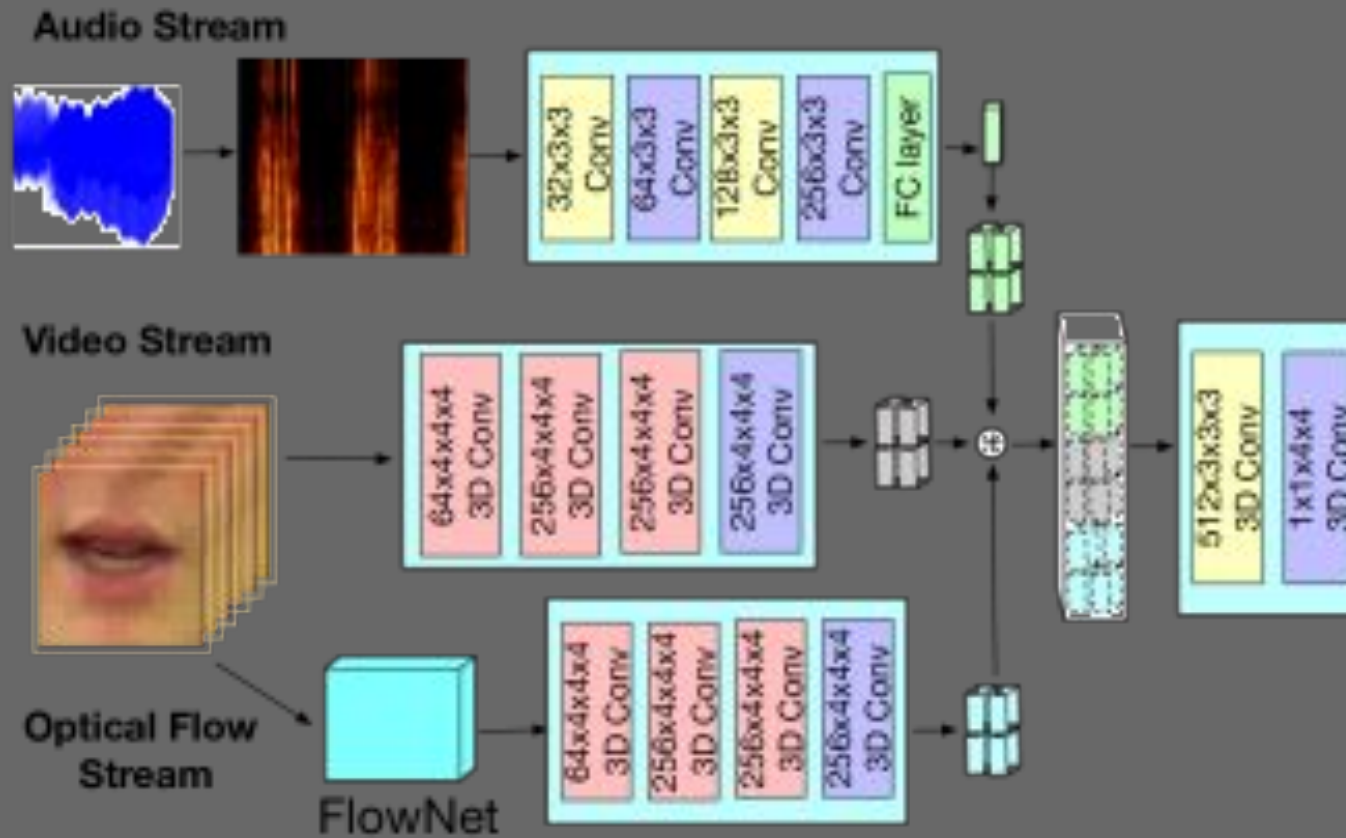 Audio Stream
32x3x3
Conv
64x3x3
Conv
128x3x3
Conv
256x3x3
Conv
FC layer
Video Stream
64x4x4x4
3D Conv
256x4x4x4
3D Conv
256x4x4x4
3D Conv
256x4x4x4
3D Conv
512x3x3x3
3D Conv
1x1x4x4
3D Conv
Optical Flow
Stream
FlowNet
64x4x4x4
3D Conv
256x4x4x4
3D Conv
256x4x4x4
3D Conv
256x4x4x4
3D Conv